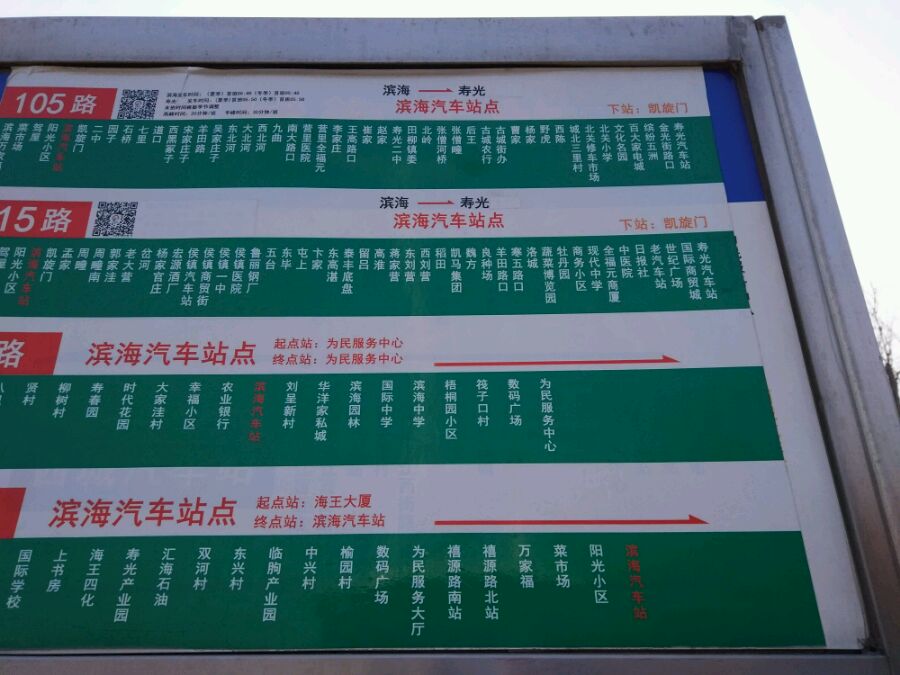 105 路
滨海 → 寿光
滨海汽车站点
下站：凯旋门
菜市场
驾屋
阳光小区
滨海汽车站
凯旋门
二中
园子
石桥
七里
道口
西黑冢子
宋家庄子
羊田路
吴家庄子
东北河
大北河
西北河
九曲
南大路口
营里医院
营里全福元
李家庄
王高路口
崔家
赵家
寿光二中
田柳镇委
北岭
张僧河桥
张僧疃
后王
古城农行
古城街办
曹家
杨家
野虎
西陈
城北三里村
北关修车市场
北关小学
文化名园
百大家电城
缤纷五洲
金光街路口
寿光汽车站
15 路
滨海 → 寿光
滨海汽车站点
下站：凯旋门
驾屋
阳光小区
滨海汽车站
凯旋门
孟家
周疃
周疃南
郭家洼
老大营
岔河
杨家官庄
宏源酒厂
侯镇汽车站
侯镇商贸街
侯镇一中
侯镇医院
鲁丽钢厂
五台
东毕
屯上
卞家
东高湛
泰丰底盘
留吕
高淮
蒋家营
东刘营
西刘营
稻田
凯马集团
魏方
良种场
羊田路口
寒五路口
洛城
蔬菜博览园
牡丹园
商务小区
现代中学
全福元商厦
中医院
日报社
老汽车站
世纪广场
国际商贸城
寿光汽车站
路
滨海汽车站点
起点站：为民服务中心
终点站：为民服务中心
贤村
柳树村
寿春园
时代花园
大家洼村
幸福小区
农业银行
滨海汽车站
刘呈新村
华洋家私城
滨海园林
国际中学
滨海中学
梧桐园小区
筏子口村
数码广场
为民服务中心
滨海汽车站点
起点站：海王大厦
终点站：滨海汽车站
国际学校
上书房
海王四化
寿光产业园
汇海石油
双河村
东兴村
临朐产业园
中兴村
榆园村
数码广场
为民服务大厅
禧源路南站
禧源路北站
万家福
菜市场
阳光小区
滨海汽车站